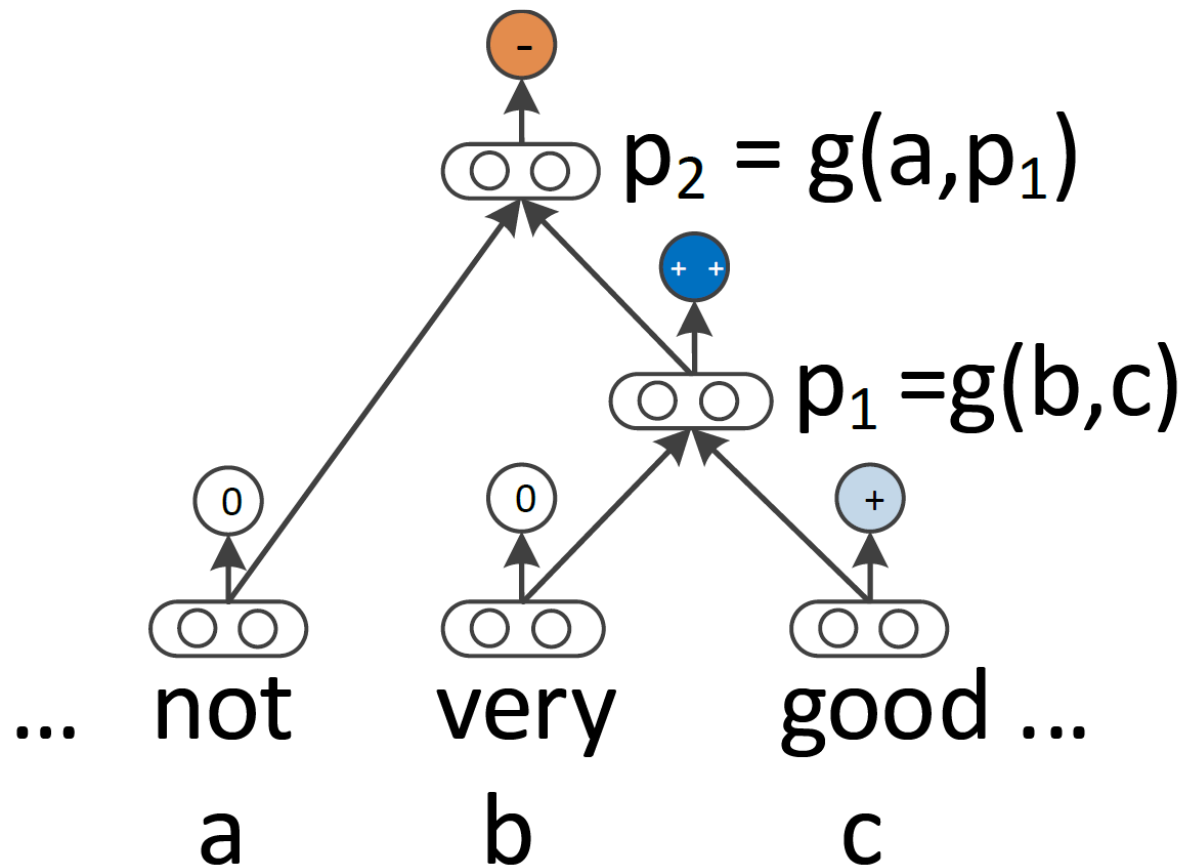 -
p₂ = g(a,p₁)
+ +
p₁ =g(b,c)
0 0 +
... not very good ...
a b c